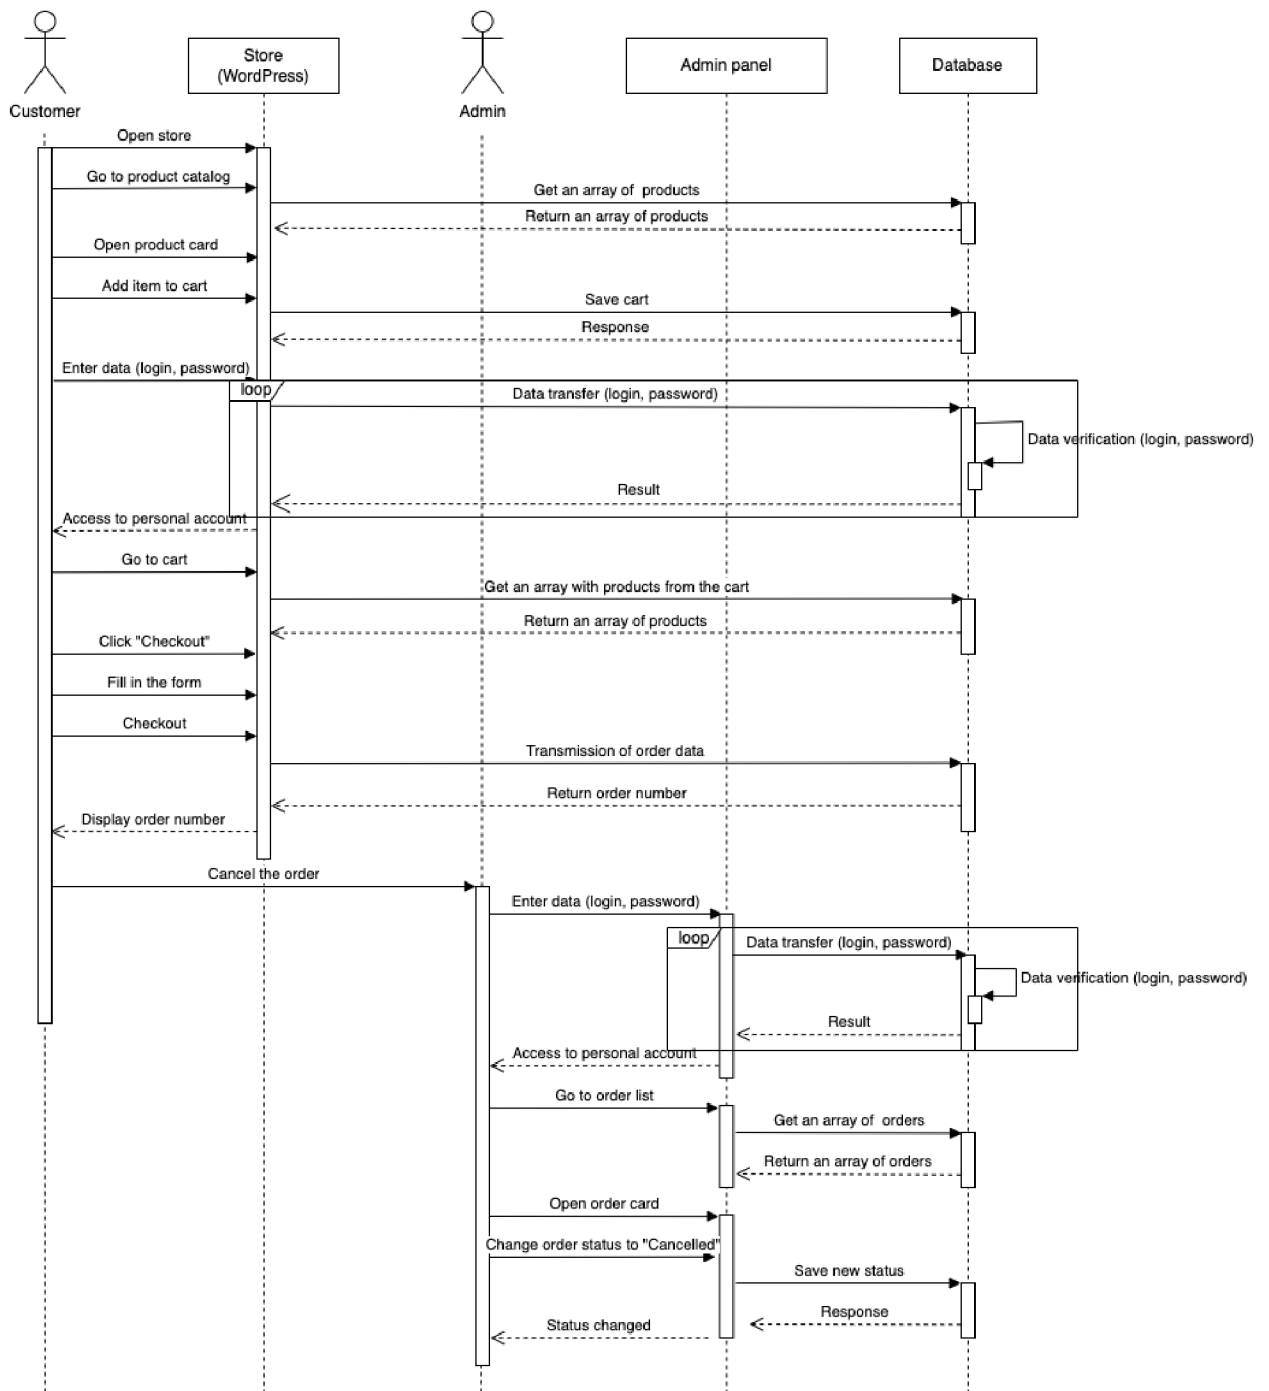 Store
(WordPress)
Admin panel
Database
Customer
Admin
Open store
Go to product catalog
Get an array of  products
Return an array of products
Open product card
Add item to cart
Save cart
Response
Enter data (login, password)
loop
Data transfer (login, password)
Data verification (login, password)
Result
Access to personal account
Go to cart
Get an array with products from the cart
Return an array of products
Click "Checkout"
Fill in the form
Checkout
Transmission of order data
Return order number
Display order number
Cancel the order
Enter data (login, password)
loop
Data transfer (login, password)
Data verification (login, password)
Result
Access to personal account
Go to order list
Get an array of  orders
Return an array of orders
Open order card
Change order status to "Cancelled"
Save new status
Response
Status changed